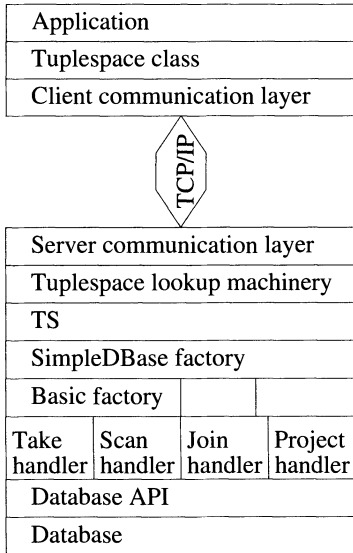 Application
Tuplespace class
Client communication layer
TCP/IP
Server communication layer
Tuplespace lookup machinery
TS
SimpleDBase factory
Basic factory
Take handler
Scan handler
Join handler
Project handler
Database API
Database